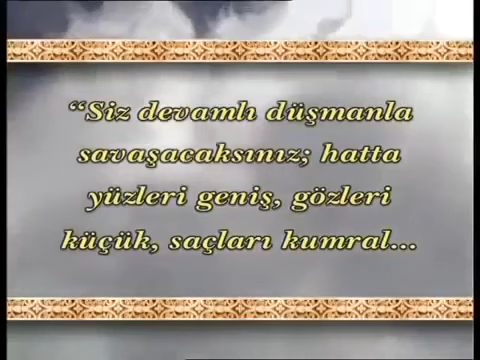 “Siz devamlı düşmanla
savaşacaksınız; hatta
yüzleri geniş, gözleri
küçük, saçları kumral...